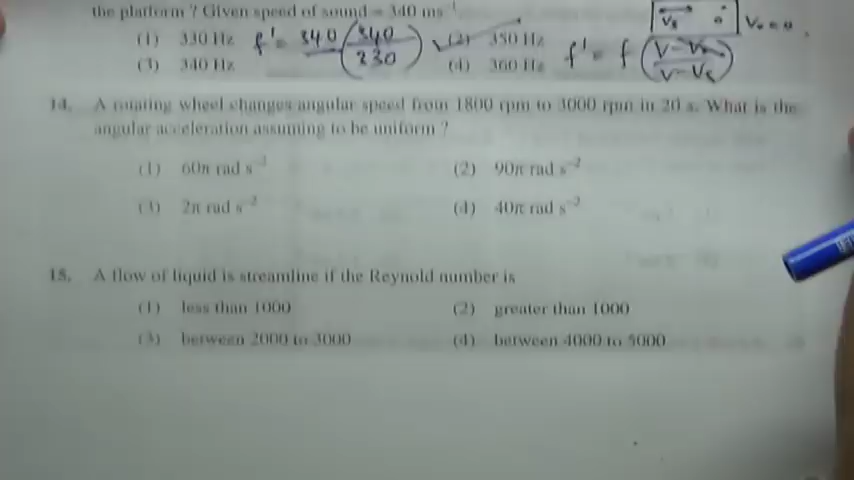 the platform ? Given speed of sound = 340 ms⁻¹
(1) 330 Hz f' = 340 (340/330) (2) 350 Hz
(3) 340 Hz (4) 360 Hz f' = f (V-V₀/V-Vs)
Vs V₀=0
14. A rotating wheel changes angular speed from 1800 rpm to 3000 rpm in 20 s. What is the
angular acceleration assuming to be uniform ?
(1) 60π rad s⁻² (2) 90π rad s⁻²
(3) 2π rad s⁻² (4) 40π rad s⁻²
15. A flow of liquid is streamline if the Reynold number is
(1) less than 1000 (2) greater than 1000
(3) between 2000 to 3000 (4) between 4000 to 5000